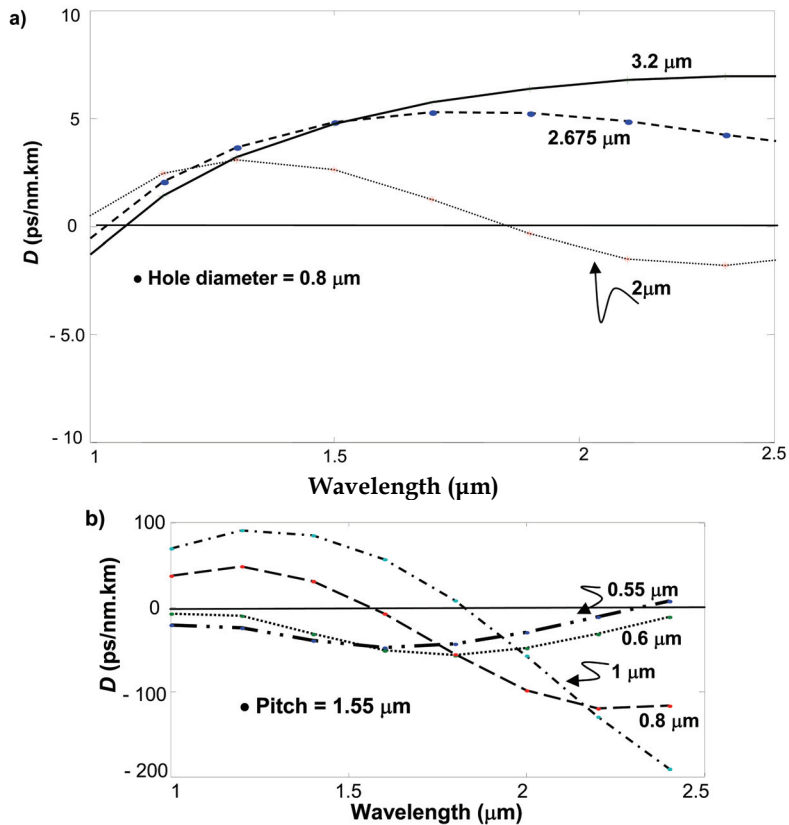 a)
10
3.2 μm
5
2.675 μm
0
D (ps/nm.km)
• Hole diameter = 0.8 μm
2μm
- 5.0
- 10
1
1.5
2
2.5
Wavelength (μm)
b)
100
0.55 μm
0
0.6 μm
D (ps/nm.km)
1 μm
- 100
• Pitch = 1.55 μm
0.8 μm
- 200
1
1.5
2
2.5
Wavelength (μm)